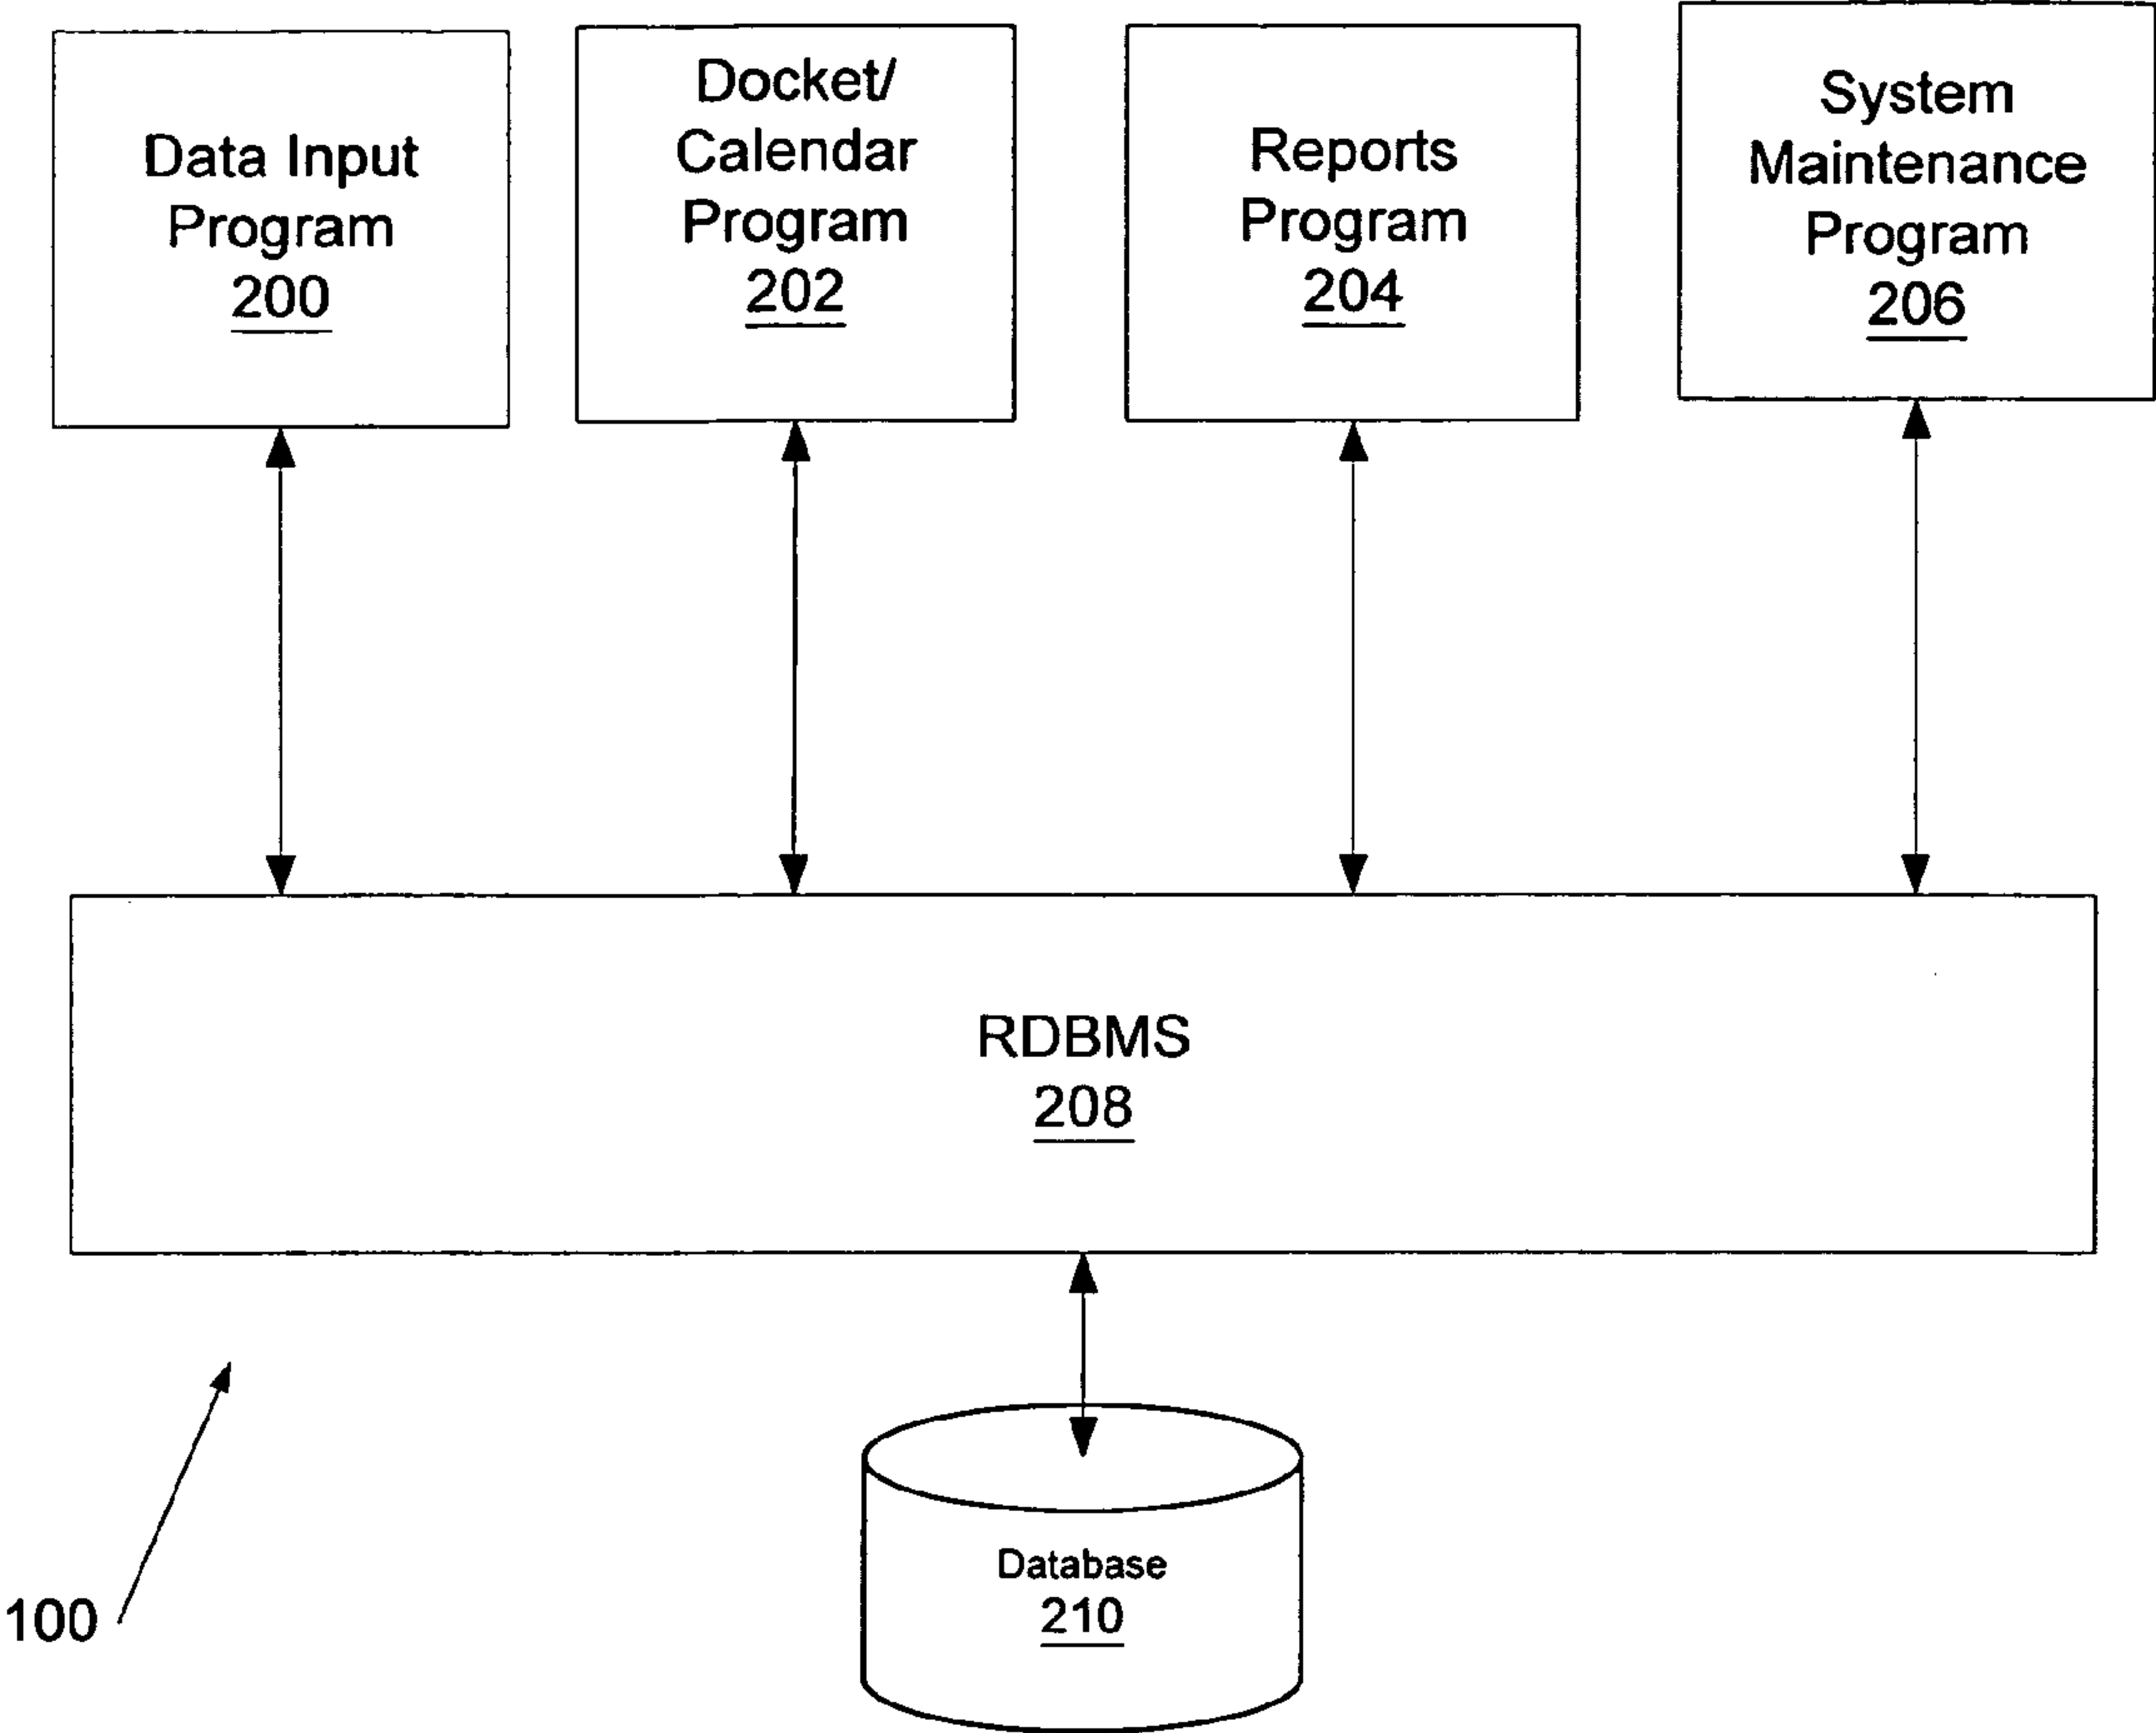 Data Input
Program
200
Docket/
Calendar
Program
202
Reports
Program
204
System
Maintenance
Program
206
RDBMS
208
Database
210
100